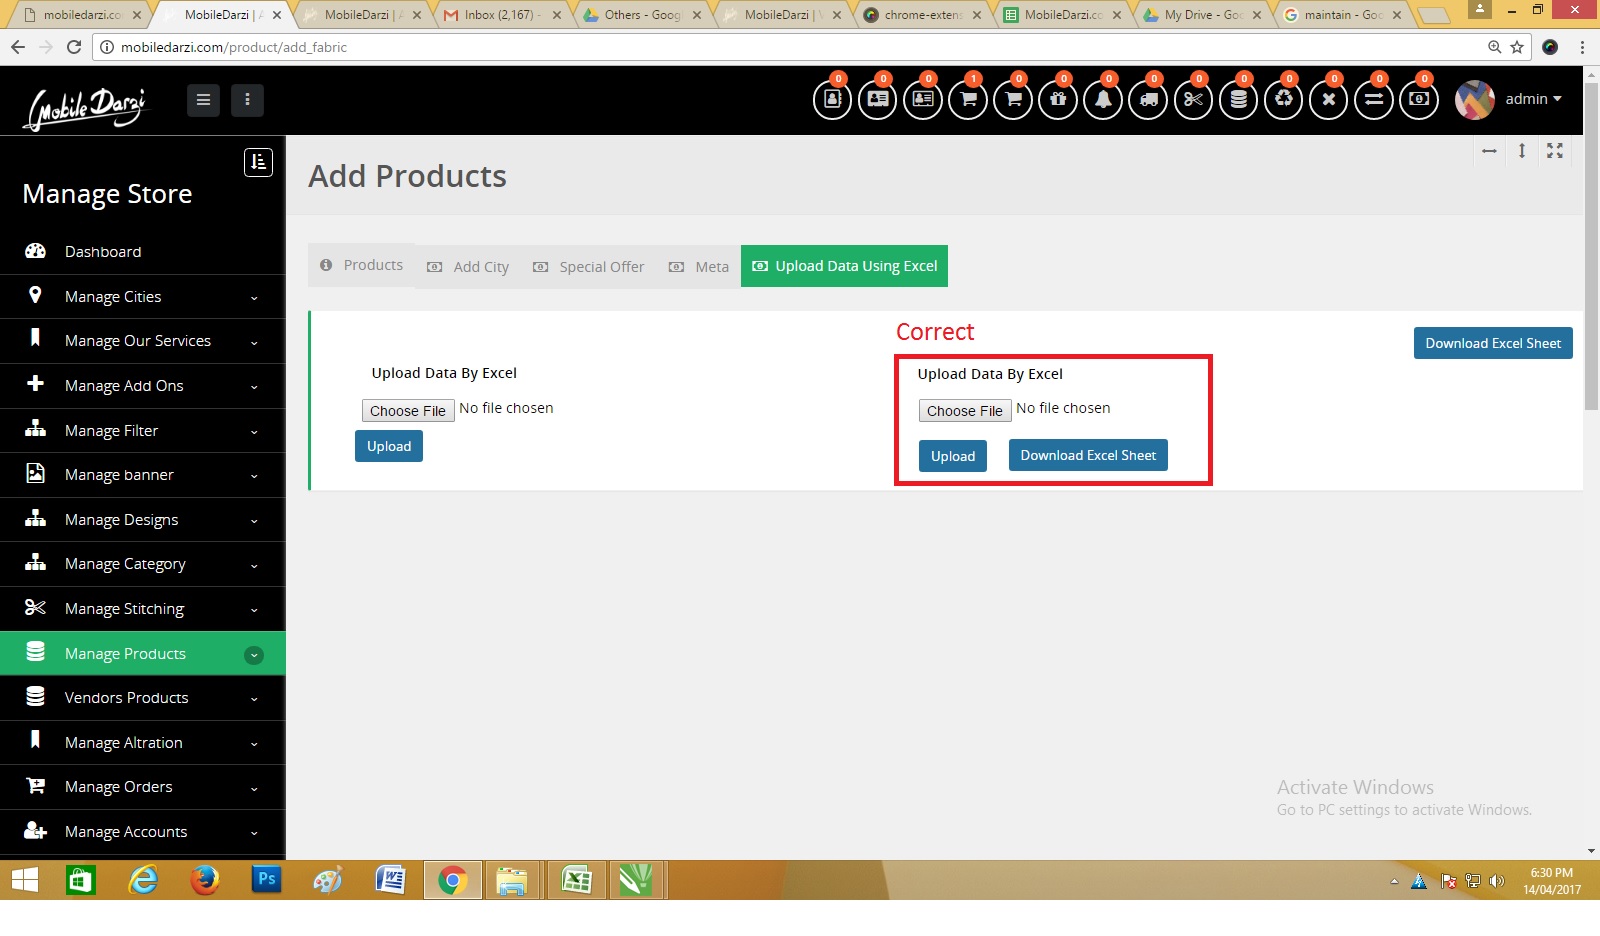 mobiledarzi.co
MobileDarzi | A
MobileDarzi | A
Inbox (2,167) -
Others - Goog
MobileDarzi | V
chrome-extens
MobileDarzi.co
My Drive - Goo
maintain - Goo
mobiledarzi.com/product/add_fabric
Mobile Darzi
0 0 0 1 0 0 0 0 0 0 0 0 0 0
admin
Manage Store
Dashboard
Manage Cities
Manage Our Services
Manage Add Ons
Manage Filter
Manage banner
Manage Designs
Manage Category
Manage Stitching
Manage Products
Vendors Products
Manage Altration
Manage Orders
Manage Accounts
Add Products
Products Add City Special Offer Meta Upload Data Using Excel
Correct
Download Excel Sheet
Upload Data By Excel
Choose File No file chosen
Upload
Upload Data By Excel
Choose File No file chosen
Upload Download Excel Sheet
Activate Windows
Go to PC settings to activate Windows.
Ps
6:30 PM
14/04/2017